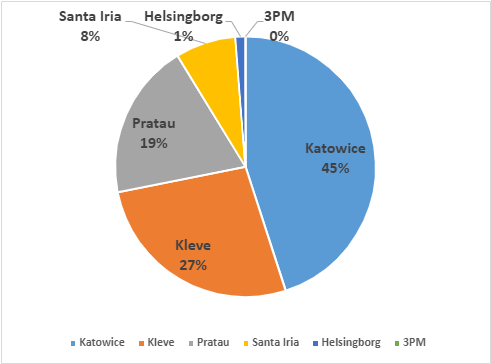 Santa Iria
8%
Helsingborg
1%
3PM
0%
Pratau
19%
Katowice
45%
Kleve
27%
Katowice Kleve Pratau Santa Iria Helsingborg 3PM